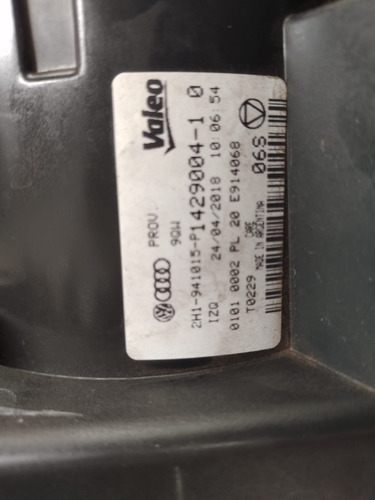 Valeo
PROV. 9QW
2H1-941015-P1429004-1 0
IZQ 24/04/2018 10:06:54
0101 0002 PL 20 E914068
T0229 MADE IN ARGENTINA
06S